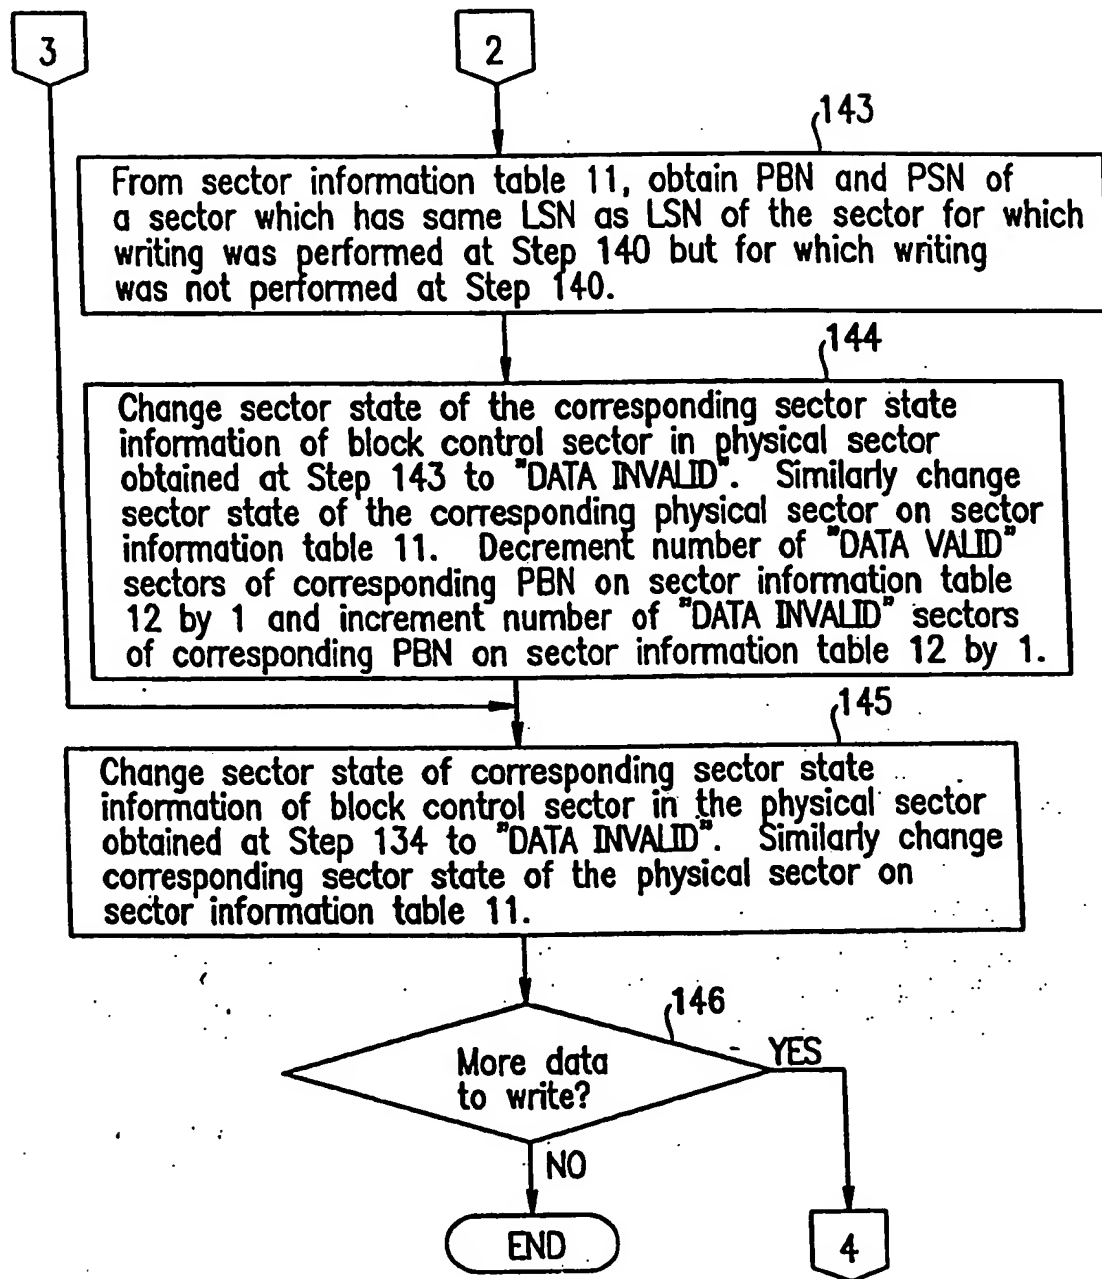 3
2
143
From sector information table 11, obtain PBN and PSN of
a sector which has same LSN as LSN of the sector for which
writing was performed at Step 140 but for which writing
was not performed at Step 140.
144
Change sector state of the corresponding sector state
information of block control sector in physical sector
obtained at Step 143 to "DATA INVALID". Similarly change
sector state of the corresponding physical sector on sector
information table 11. Decrement number of "DATA VALID"
sectors of corresponding PBN on sector information table
12 by 1 and increment number of "DATA INVALID" sectors
of corresponding PBN on sector information table 12 by 1.
145
Change sector state of corresponding sector state
information of block control sector in the physical sector
obtained at Step 134 to "DATA INVALID". Similarly change
corresponding sector state of the physical sector on
sector information table 11.
146
More data
to write?
YES
NO
END
4